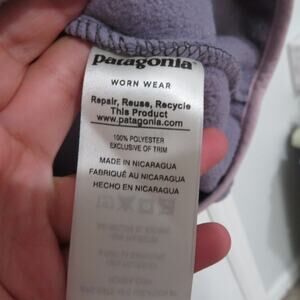 patagonia
WORN WEAR
Repair, Reuse, Recycle
This Product
www.patagonia.com
100% POLYESTER
EXCLUSIVE OF TRIM
MADE IN NICARAGUA
FABRIQUÉ AU NICARAGUA
HECHO EN NICARAGUA